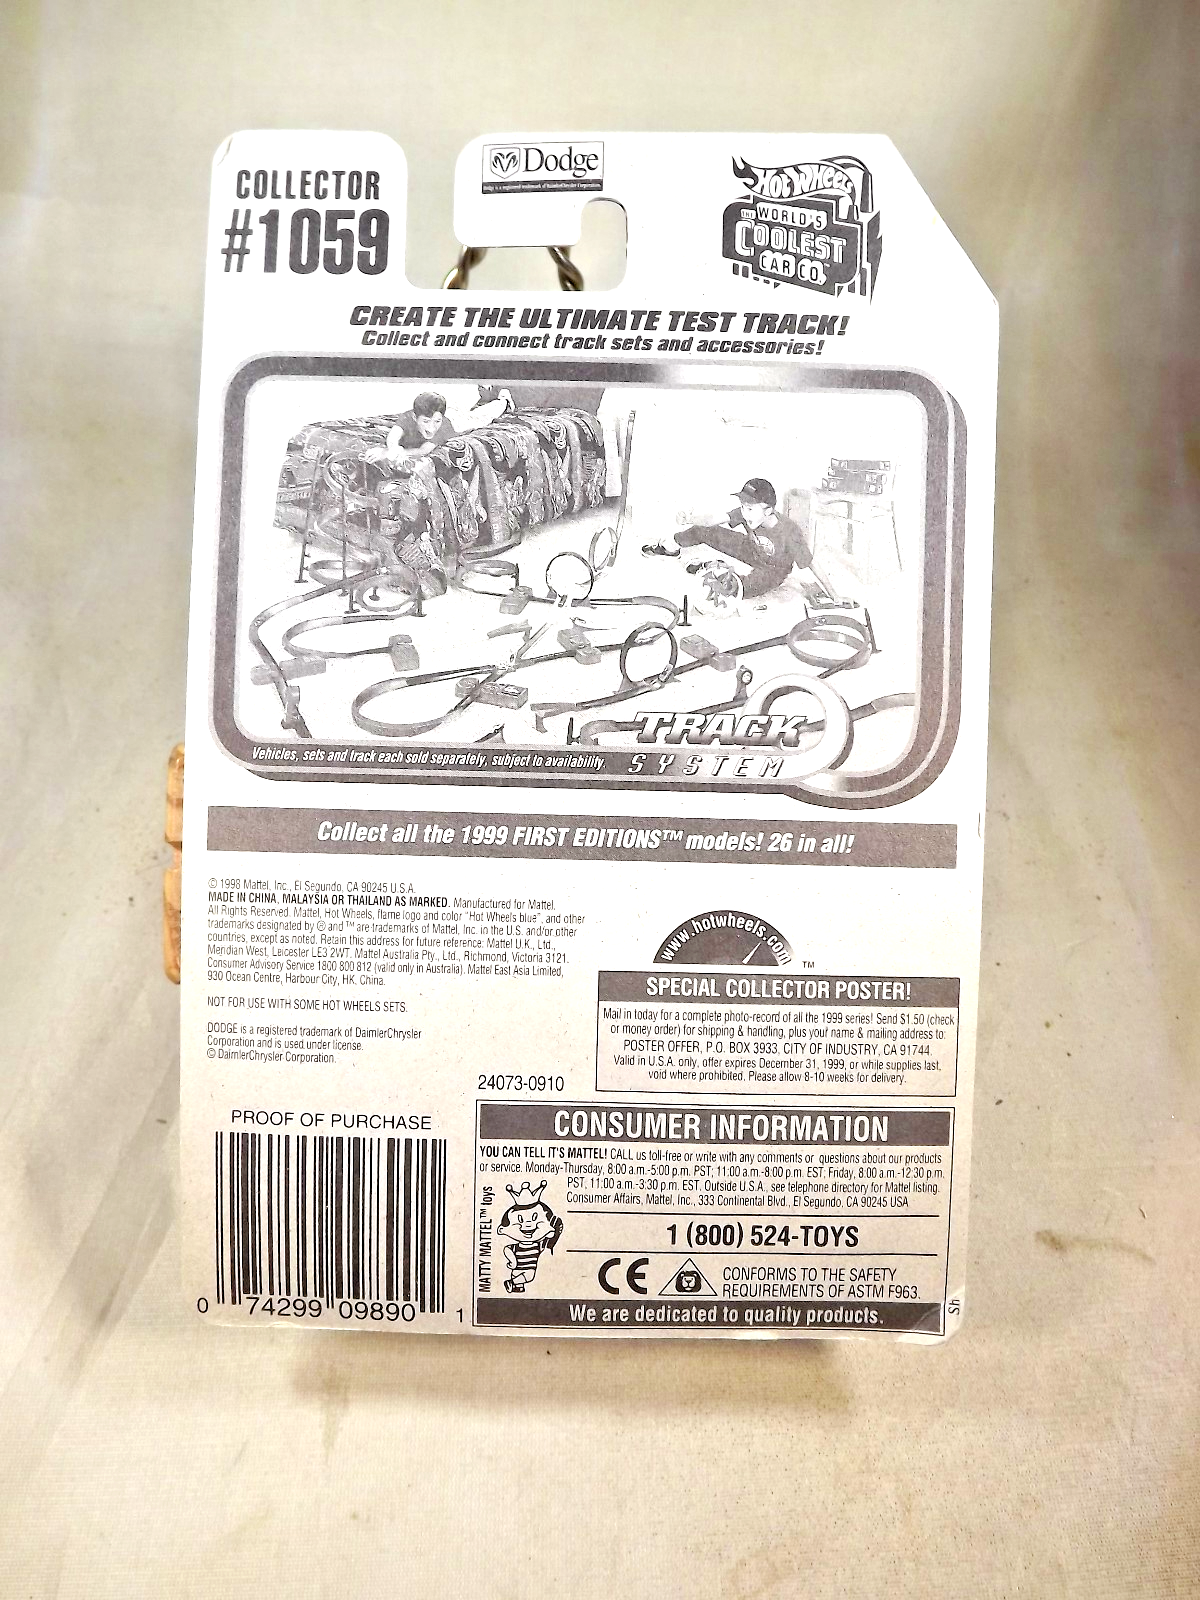 COLLECTOR
#1059
Dodge
Dodge is a registered trademark of DaimlerChrysler Corporation.
HOT WHEELS
THE WORLD'S
COOLEST
CAR CO.™
CREATE THE ULTIMATE TEST TRACK!
Collect and connect track sets and accessories!
TRACK
SYSTEM
Vehicles, sets and track each sold separately, subject to availability.
Collect all the 1999 FIRST EDITIONS™ models! 26 in all!
© 1998 Mattel, Inc., El Segundo, CA 90245 U.S.A.
MADE IN CHINA, MALAYSIA OR THAILAND AS MARKED. Manufactured for Mattel.
All Rights Reserved. Mattel, Hot Wheels, flame logo and color "Hot Wheels blue", and other
trademarks designated by ® and ™ are trademarks of Mattel, Inc. in the U.S. and/or other
countries, except as noted. Retain this address for future reference: Mattel U.K., Ltd.,
Meridian West, Leicester LE3 2WT. Mattel Australia Pty., Ltd., Richmond, Victoria 3121.
Consumer Advisory Service 1800 800 812 (valid only in Australia). Mattel East Asia Limited,
930 Ocean Centre, Harbour City, HK. China.
NOT FOR USE WITH SOME HOT WHEELS SETS.
DODGE is a registered trademark of DaimlerChrysler
Corporation and is used under license.
© DaimlerChrysler Corporation.
24073-0910
www.hotwheels.com
TM
SPECIAL COLLECTOR POSTER!
Mail in today for a complete photo-record of all the 1999 series! Send $1.50 (check
or money order) for shipping & handling, plus your name & mailing address to:
POSTER OFFER, P.O. BOX 3933, CITY OF INDUSTRY, CA 91744.
Valid in U.S.A. only, offer expires December 31, 1999, or while supplies last,
void where prohibited. Please allow 8-10 weeks for delivery.
PROOF OF PURCHASE
0 74299 09890 1
CONSUMER INFORMATION
YOU CAN TELL IT'S MATTEL! CALL us toll-free or write with any comments or questions about our products
or service. Monday-Thursday, 8:00 a.m.-5:00 p.m. PST; 11:00 a.m.-8:00 p.m. EST; Friday, 8:00 a.m.-12:30 p.m.
PST, 11:00 a.m.-3:30 p.m. EST. Outside U.S.A., see telephone directory for Mattel listing.
Consumer Affairs, Mattel, Inc., 333 Continental Blvd., El Segundo, CA 90245 USA
MATTY MATTEL™ toys
1 (800) 524-TOYS
CE
CONFORMS TO THE SAFETY
REQUIREMENTS OF ASTM F963.
We are dedicated to quality products.